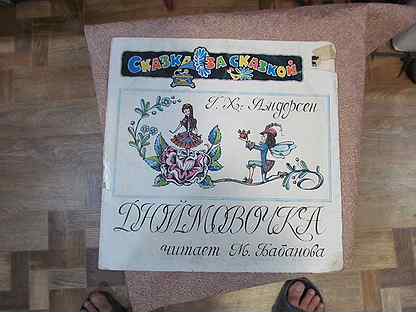 СКАЗКА ЗА СКАЗКОЙ
Г. Х. Андерсен
ДЮЙМОВОЧКА
читает М. Бабанова